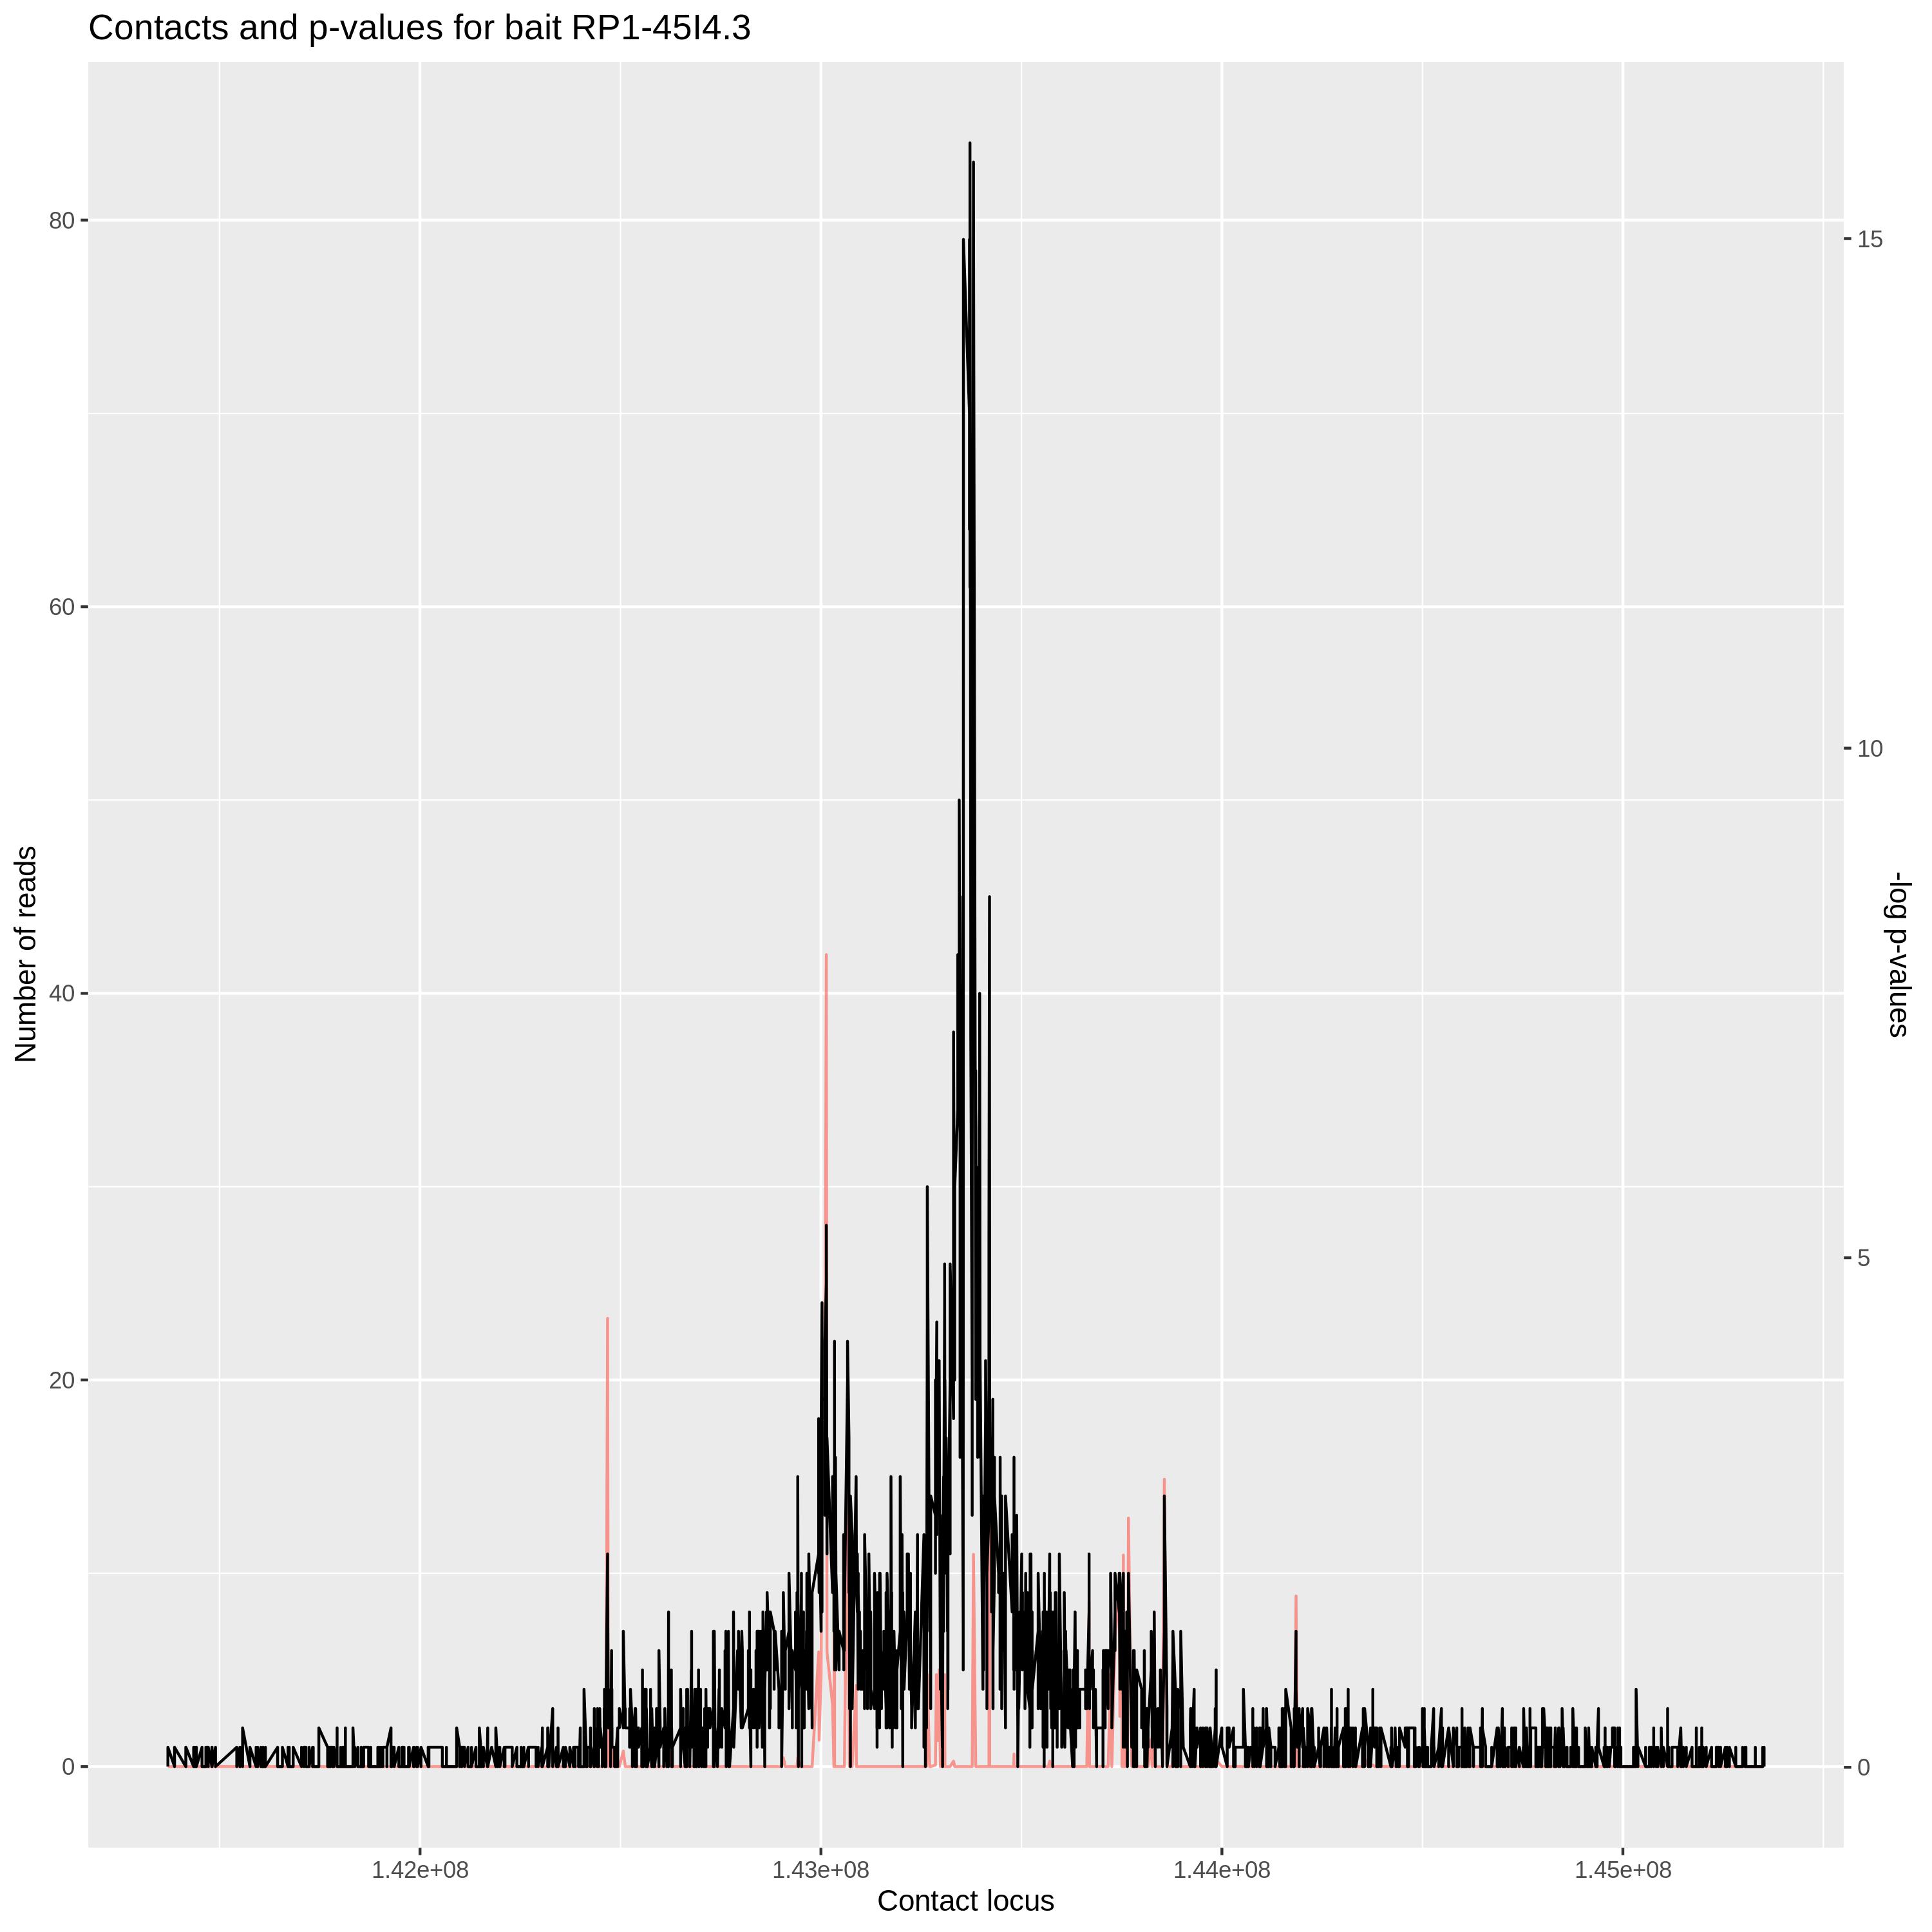 Contacts and p-values for bait RP1-45I4.3
80
60
40
20
0
Number of reads
15
10
5
0
-log p-values
1.42e+08
1.43e+08
1.44e+08
1.45e+08
Contact locus